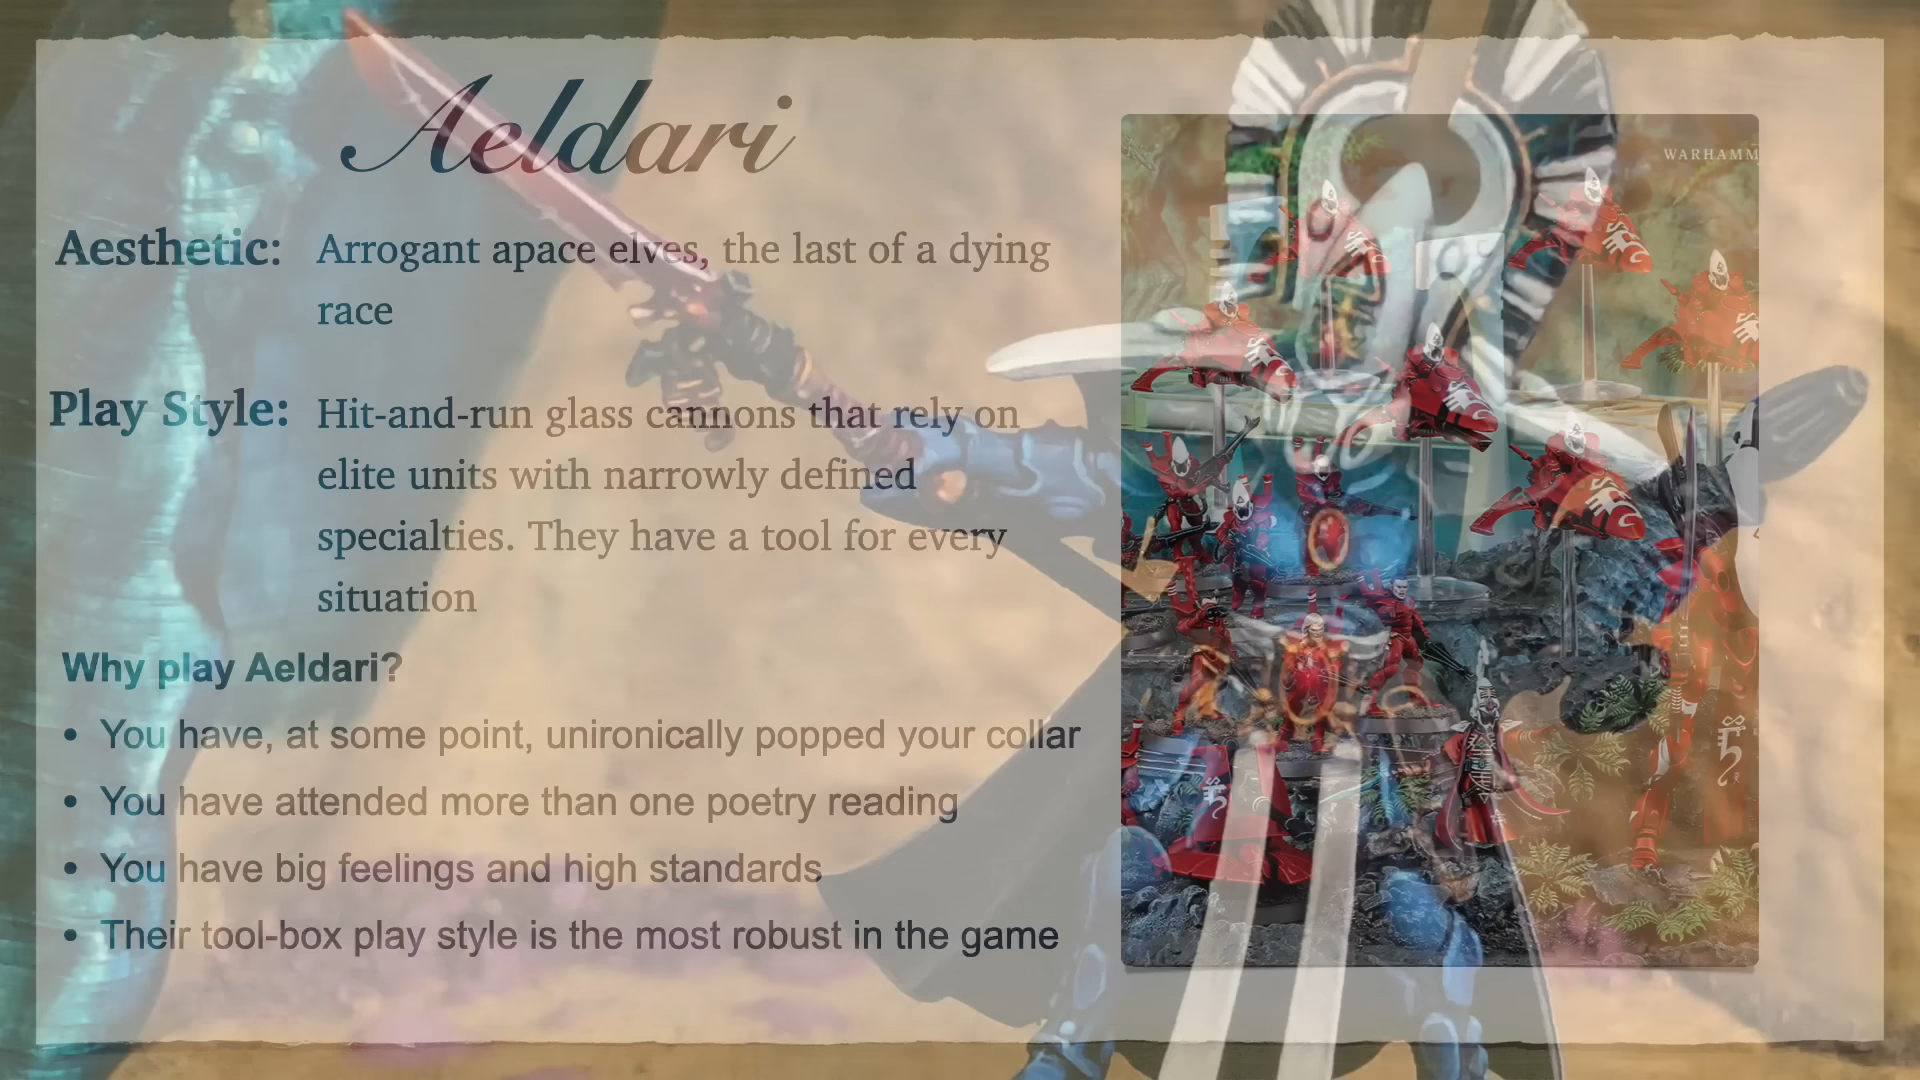 Aeldari
WARHAMM
Aesthetic: Arrogant apace elves, the last of a dying
race
Play Style: Hit-and-run glass cannons that rely on
elite units with narrowly defined
specialties. They have a tool for every
situation
Why play Aeldari?
• You have, at some point, unironically popped your collar
• You have attended more than one poetry reading
• You have big feelings and high standards
• Their tool-box play style is the most robust in the game